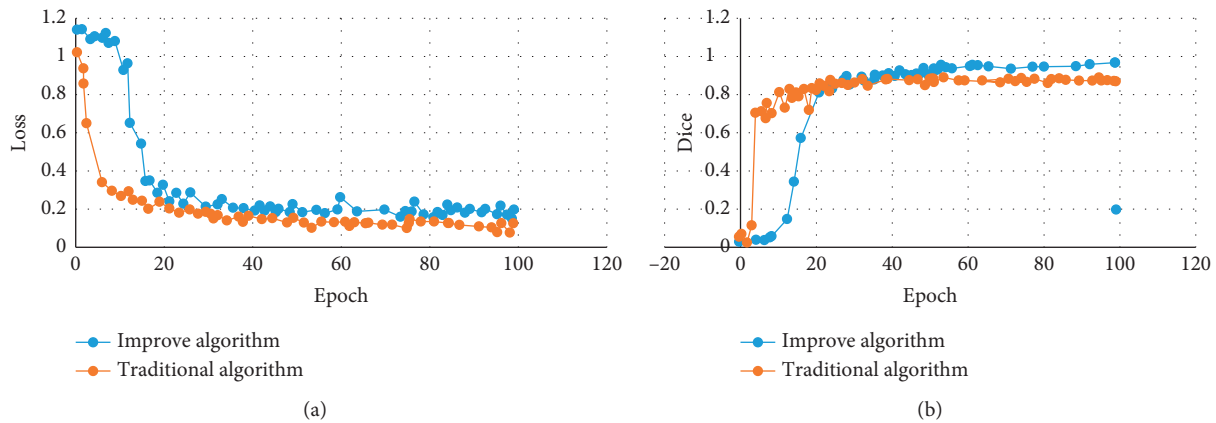 1.2
1
0.8
0.6
0.4
0.2
0
Loss
0 20 40 60 80 100 120
Epoch
Improve algorithm
Traditional algorithm
(a)
1.2
1
0.8
0.6
0.4
0.2
0
Dice
−20 0 20 40 60 80 100 120
Epoch
Improve algorithm
Traditional algorithm
(b)